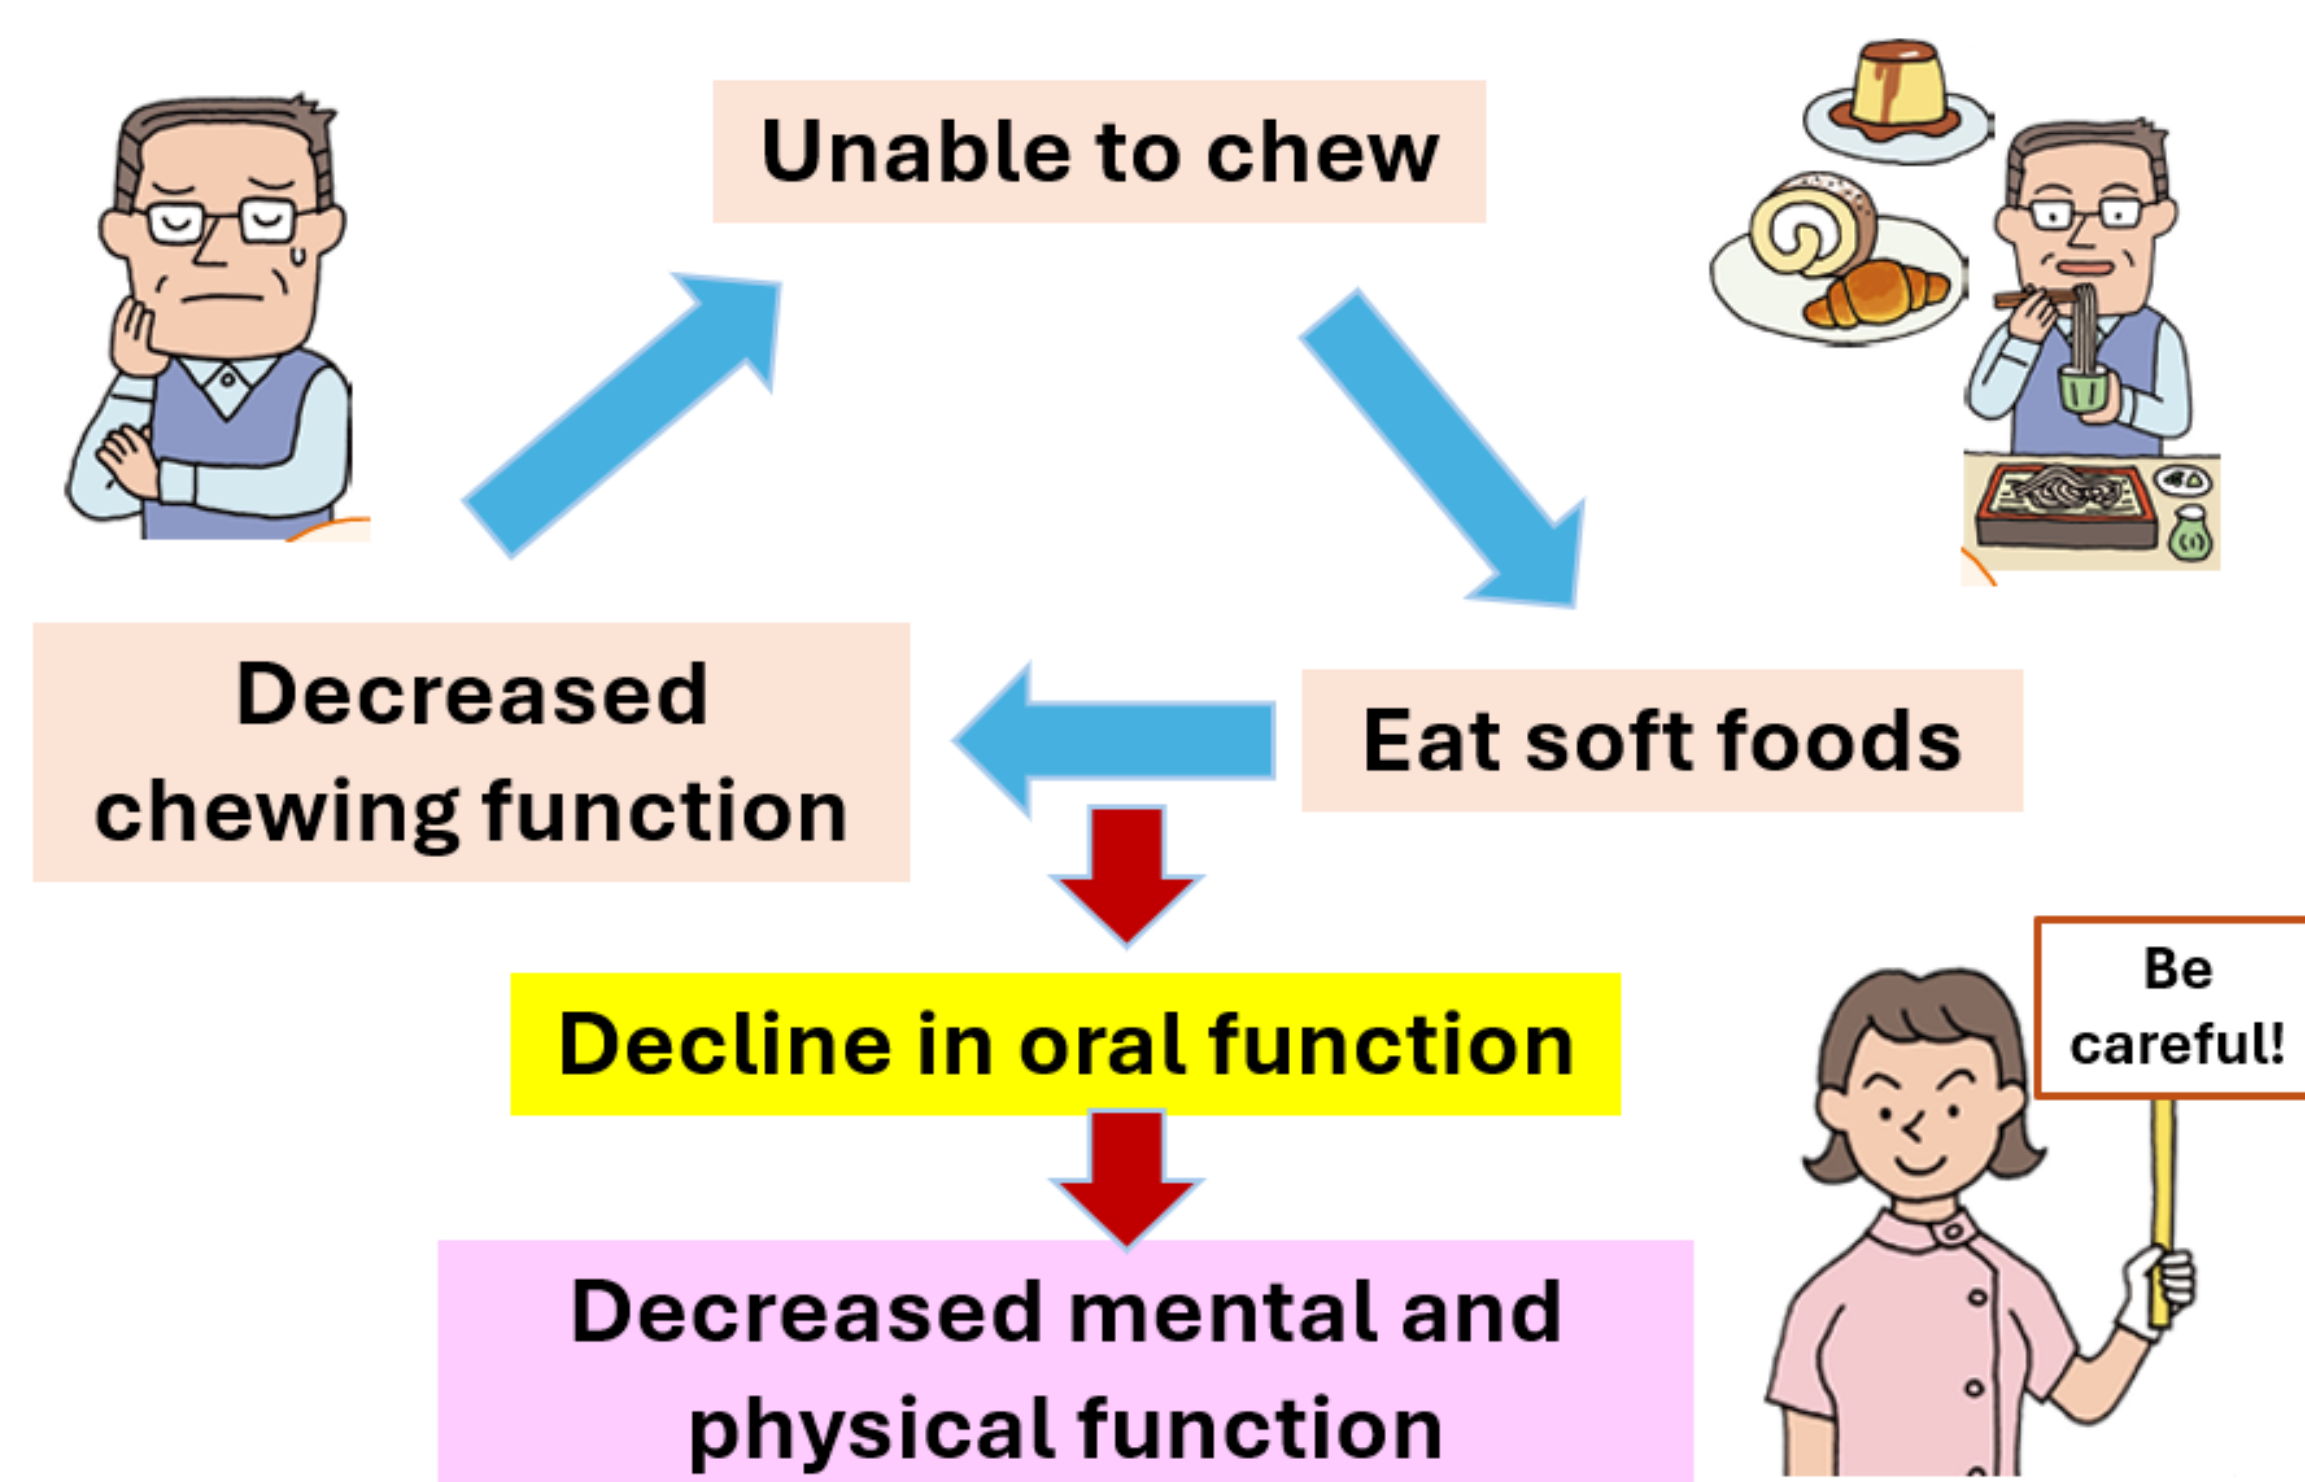 Unable to chew
Decreased
chewing function
Eat soft foods
Decline in oral function
Be
careful!
Decreased mental and
physical function